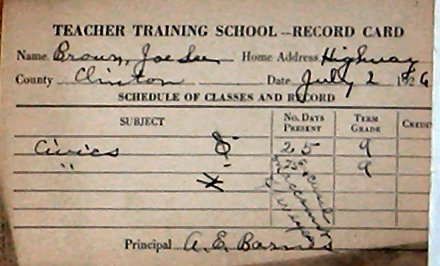 TEACHER TRAINING SCHOOL—RECORD CARD
Name Brown, Joe Home Address Highway
County Clinton Date July 2 1926
SCHEDULE OF CLASSES AND RECORD
SUBJECT No. DAYS PRESENT TERM GRADE CREDIT
Civics 25 9
" 25 9
Principal A. E. Barnes